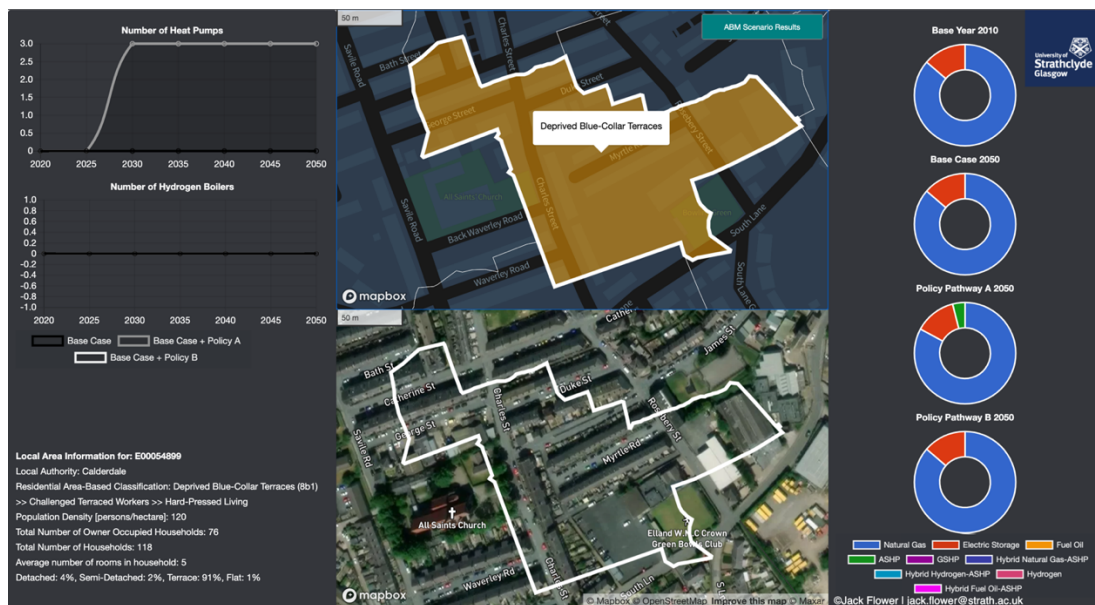 Number of Heat Pumps
3.0
2.5
2.0
1.5
1.0
0.5
0
2020 2025 2030 2035 2040 2045 2050
Number of Hydrogen Boilers
1.0
0.8
0.6
0.4
0.2
0
-0.2
-0.4
-0.6
-0.8
-1.0
2020 2025 2030 2035 2040 2045 2050
Base Case Base Case + Policy A
Base Case + Policy B
Local Area Information for: E00054899
Local Authority: Calderdale
Residential Area-Based Classification: Deprived Blue-Collar Terraces (8b1)
>> Challenged Terraced Workers >> Hard-Pressed Living
Population Density [persons/hectare]: 120
Total Number of Owner Occupied Households: 76
Total Number of Households: 118
Average number of rooms in household: 5
Detached: 4%, Semi-Detached: 2%, Terrace: 91%, Flat: 1%
50 m
ABM Scenario Results
Savile Road
Charles Street
Bath Street
Duke Street
George Street
Rosebery Street
Deprived Blue-Collar Terraces
Myrtle Road
All Saints Church
Charles Street
Savile Road
Back Waverley Road
South Lane
Waverley Road
mapbox
50 m
Bath St
Catherine St
George St
Savile Rd
Charles St
Duke St
James St
Rosebery St
Myrtle Rd
All Saints Church
Elland W.M.C Crown
Green Bowls Club
Waverley Rd
Charles St
South Ln
mapbox
© Mapbox © OpenStreetMap Improve this map © Maxar
Base Year 2010
University of
Strathclyde
Glasgow
Base Case 2050
Policy Pathway A 2050
Policy Pathway B 2050
Natural Gas Electric Storage Fuel Oil
ASHP GSHP Hybrid Natural Gas-ASHP
Hybrid Hydrogen-ASHP Hydrogen
Hybrid Fuel Oil-ASHP
©Jack Flower | jack.flower@strath.ac.uk